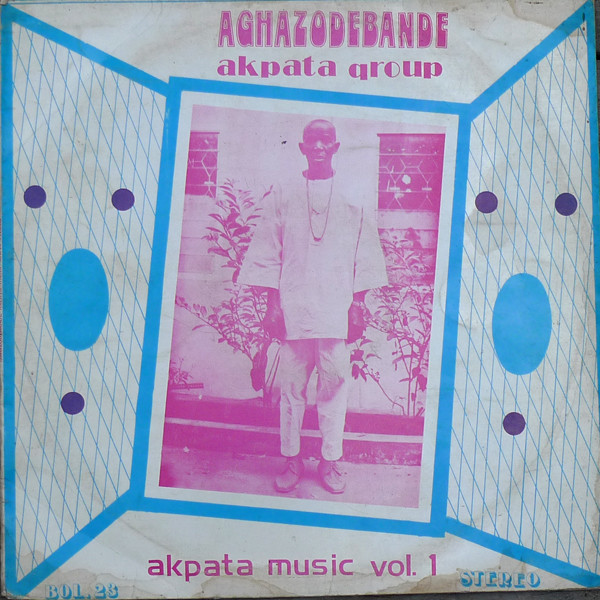 AGHAZODEBANDE
akpata group
akpata music vol. 1
BOL.23 STEREO